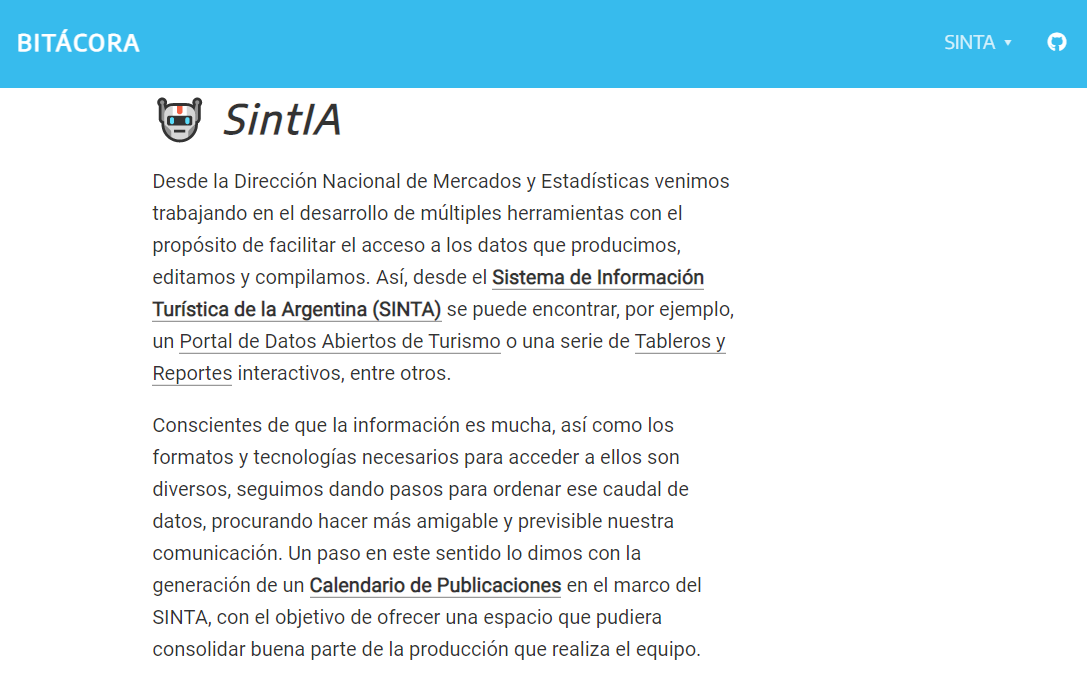 BITÁCORA
SINTA
SintIA
Desde la Dirección Nacional de Mercados y Estadísticas venimos
trabajando en el desarrollo de múltiples herramientas con el
propósito de facilitar el acceso a los datos que producimos,
editamos y compilamos. Así, desde el Sistema de Información
Turística de la Argentina (SINTA) se puede encontrar, por ejemplo,
un Portal de Datos Abiertos de Turismo o una serie de Tableros y
Reportes interactivos, entre otros.
Conscientes de que la información es mucha, así como los
formatos y tecnologías necesarios para acceder a ellos son
diversos, seguimos dando pasos para ordenar ese caudal de
datos, procurando hacer más amigable y previsible nuestra
comunicación. Un paso en este sentido lo dimos con la
generación de un Calendario de Publicaciones en el marco del
SINTA, con el objetivo de ofrecer una espacio que pudiera
consolidar buena parte de la producción que realiza el equipo.